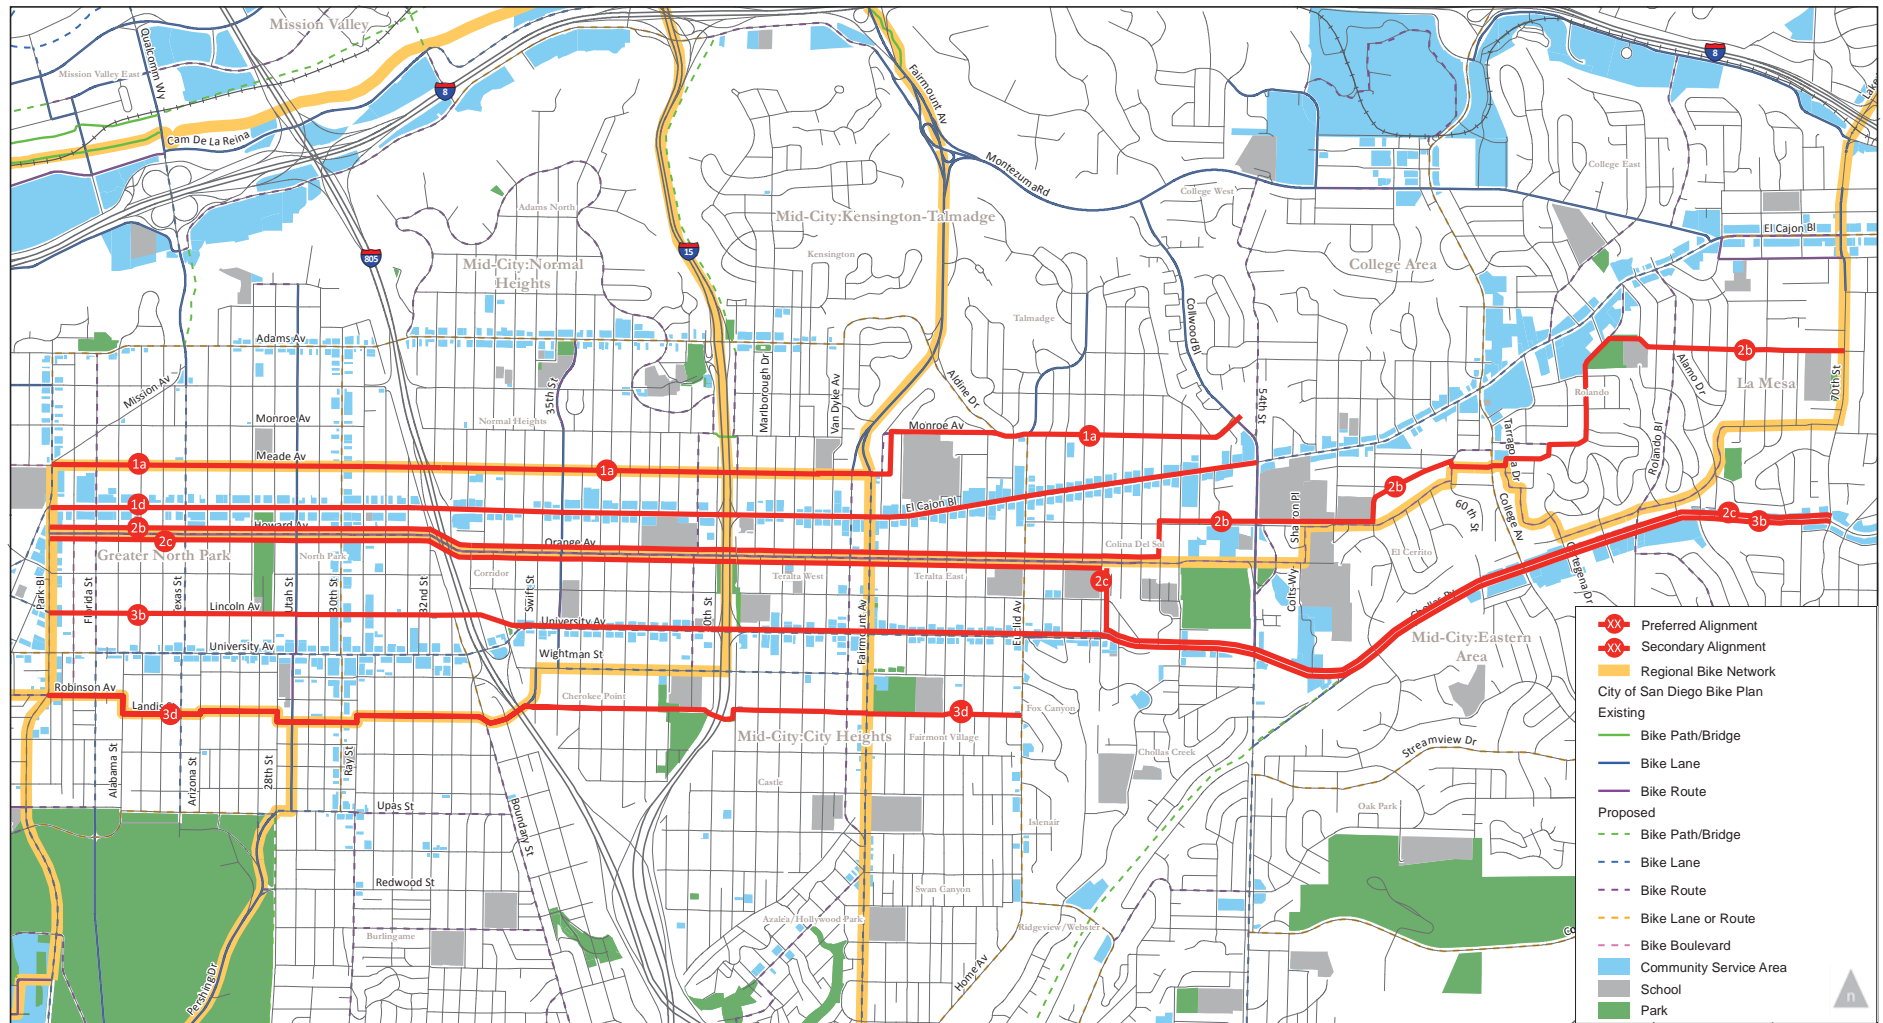 Mission Valley
Qualcomm Wy
Mission Valley East
8
8
Fairmount Av
Cam De La Reina
Montezuma Rd
College West
College East
Adams North
Mid-City:Kensington-Talmadge
El Cajon Bl
805
15
Mid-City:Normal
Heights
Kensington
College Area
Talmadge
Collwood Bl
Adams Av
Mission Av
35th St
Marlborough Dr
Van Dyke Av
Aldine Dr
54th St
2b
Alamo Dr
La Mesa
70th St
Rolando
Monroe Av
Normal Heights
Monroe Av
1a
Meade Av
1a
1a
Tarragona Dr
Rolando Bl
1d
El Cajon Bl
2b
Sharon Pl
60 th St
College Av
2b
Howard Av
2c
Orange Av
Greater North Park
North Park
Colina Del Sol
2b
El Cerrito
2c
3b
Corridor
Teralta West
Teralta East
2c
Park Bl
Florida St
Texas St
Utah St
30th St
32nd St
Swift St
Fairmount Av
Euclid Av
Colts Wy
Lincoln Av
3b
University Av
University Av
Wightman St
Mid-City:Eastern
Area
Robinson Av
Cherokee Point
3d
3d
Fox Canyon
Mid-City:City Heights
Fairmont Village
Chollas Creek
Streamview Dr
Alabama St
Arizona St
28th St
Ray St
Castle
Upas St
Boundary St
Islenair
Oak Park
Redwood St
Swan Canyon
Azalea/Hollywood Park
Ridgeview/Webster
Burlingame
Pershing Dr
Home Av
XX Preferred Alignment
XX Secondary Alignment
Regional Bike Network
City of San Diego Bike Plan
Existing
Bike Path/Bridge
Bike Lane
Bike Route
Proposed
Bike Path/Bridge
Bike Lane
Bike Route
Bike Lane or Route
Bike Boulevard
Community Service Area
School
Park
n